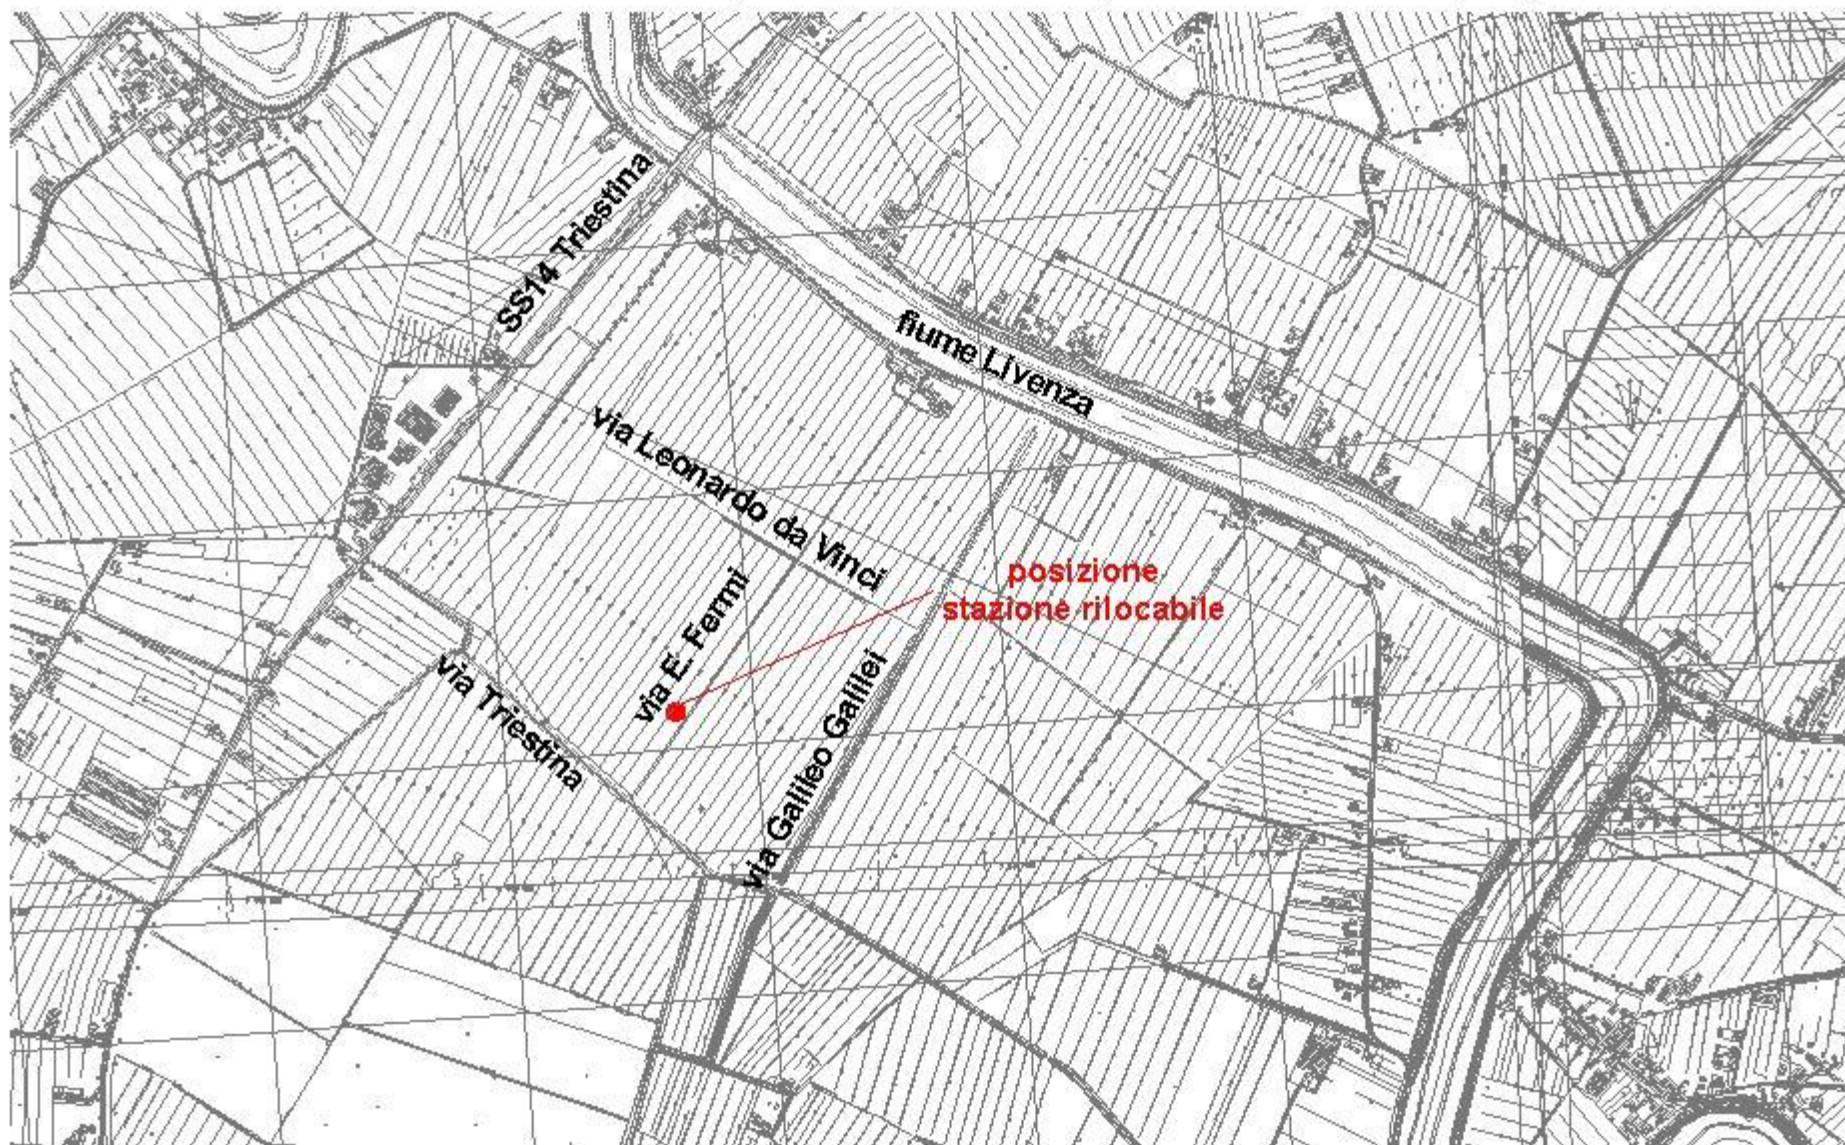 SS14 Triestina
fiume Livenza
via Leonardo da Vinci
posizione
stazione rilocabile
via E. Fermi
via Triestina
via Galileo Galilei